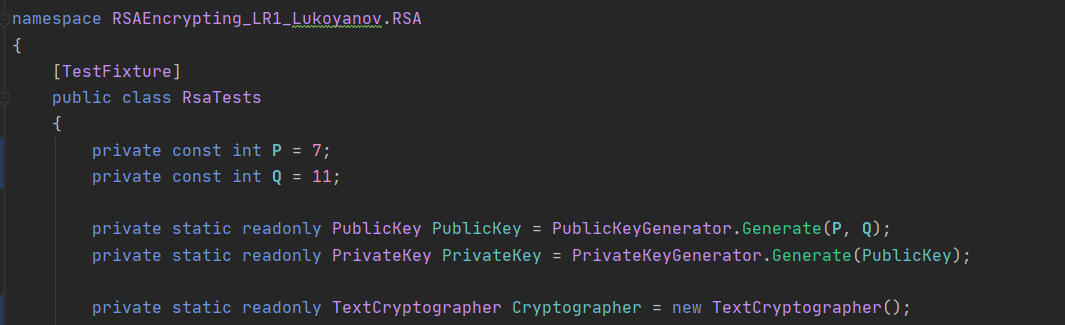 namespace RSAEncrypting_LR1_Lukoyanov.RSA
{
    [TestFixture]
    public class RsaTests
    {
        private const int P = 7;
        private const int Q = 11;

        private static readonly PublicKey PublicKey = PublicKeyGenerator.Generate(P, Q);
        private static readonly PrivateKey PrivateKey = PrivateKeyGenerator.Generate(PublicKey);

        private static readonly TextCryptographer Cryptographer = new TextCryptographer();